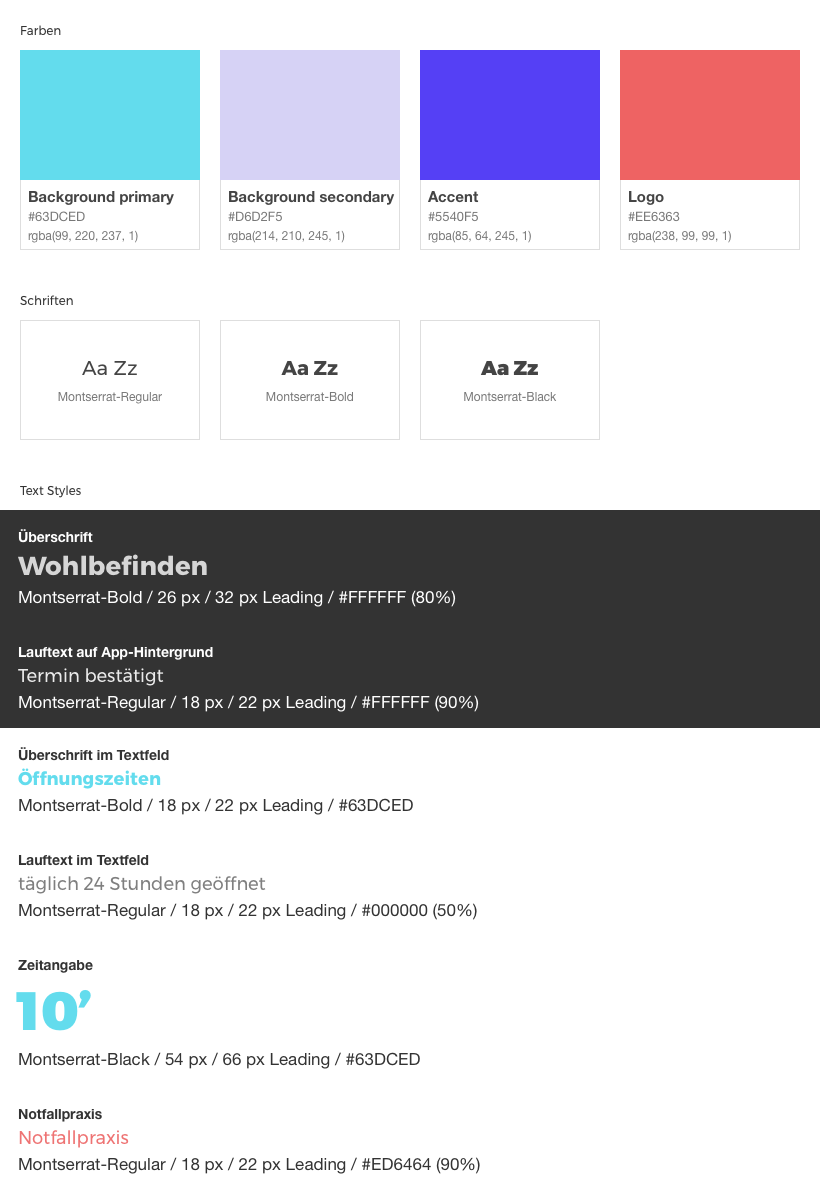 Farben
Background primary
#63DCED
rgba(99, 220, 237, 1)
Background secondary
#D6D2F5
rgba(214, 210, 245, 1)
Accent
#5540F5
rgba(85, 64, 245, 1)
Logo
#EE6363
rgba(238, 99, 99, 1)
Schriften
Aa Zz
Montserrat-Regular
Aa Zz
Montserrat-Bold
Aa Zz
Montserrat-Black
Text Styles
Überschrift
Wohlbefinden
Montserrat-Bold / 26 px / 32 px Leading / #FFFFFF (80%)
Lauftext auf App-Hintergrund
Termin bestätigt
Montserrat-Regular / 18 px / 22 px Leading / #FFFFFF (90%)
Überschrift im Textfeld
Öffnungszeiten
Montserrat-Bold / 18 px / 22 px Leading / #63DCED
Lauftext im Textfeld
täglich 24 Stunden geöffnet
Montserrat-Regular / 18 px / 22 px Leading / #000000 (50%)
Zeitangabe
10’
Montserrat-Black / 54 px / 66 px Leading / #63DCED
Notfallpraxis
Notfallpraxis
Montserrat-Regular / 18 px / 22 px Leading / #ED6464 (90%)